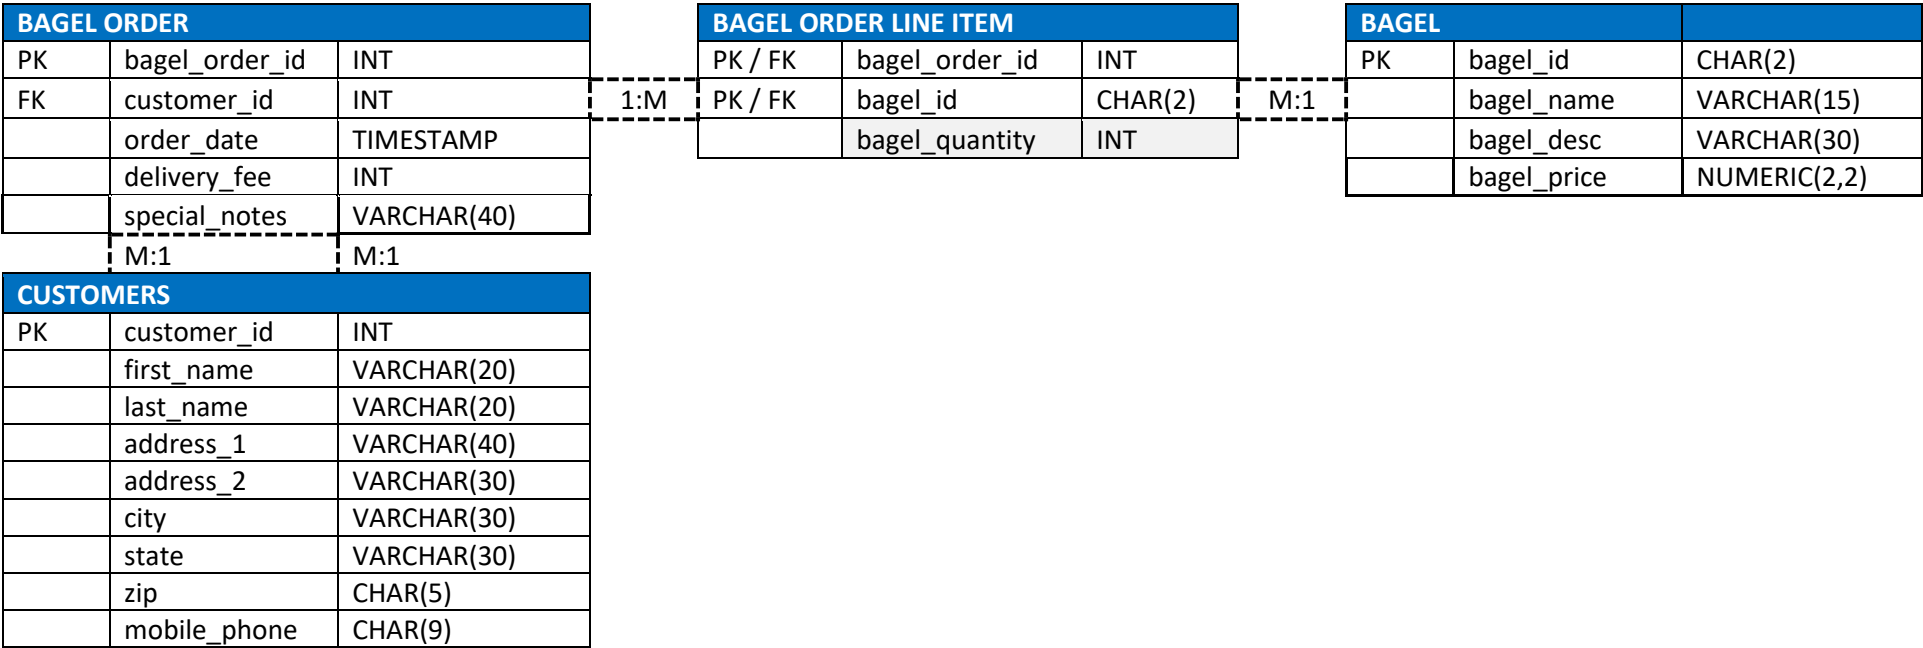 BAGEL ORDER
PK bagel_order_id INT
FK customer_id INT
order_date TIMESTAMP
delivery_fee INT
special_notes VARCHAR(40)
1:M
BAGEL ORDER LINE ITEM
PK / FK bagel_order_id INT
PK / FK bagel_id CHAR(2)
bagel_quantity INT
M:1
BAGEL
PK bagel_id CHAR(2)
bagel_name VARCHAR(15)
bagel_desc VARCHAR(30)
bagel_price NUMERIC(2,2)
M:1 M:1
CUSTOMERS
PK customer_id INT
first_name VARCHAR(20)
last_name VARCHAR(20)
address_1 VARCHAR(40)
address_2 VARCHAR(30)
city VARCHAR(30)
state VARCHAR(30)
zip CHAR(5)
mobile_phone CHAR(9)